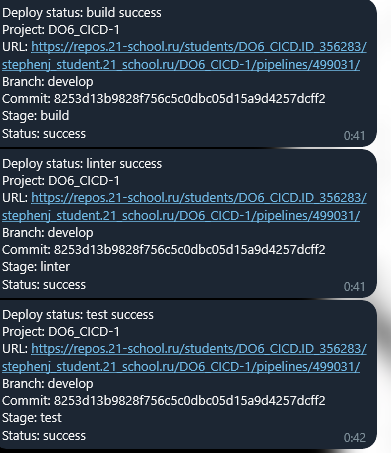 Deploy status: build success
Project: DO6_CICD-1
URL: https://repos.21-school.ru/students/DO6_CICD.ID_356283/
stephenj_student.21_school.ru/DO6_CICD-1/pipelines/499031/
Branch: develop
Commit: 8253d13b9828f756c5c0dbc05d15a9d4257dcff2
Stage: build
Status: success
0:41
Deploy status: linter success
Project: DO6_CICD-1
URL: https://repos.21-school.ru/students/DO6_CICD.ID_356283/
stephenj_student.21_school.ru/DO6_CICD-1/pipelines/499031/
Branch: develop
Commit: 8253d13b9828f756c5c0dbc05d15a9d4257dcff2
Stage: linter
Status: success
0:41
Deploy status: test success
Project: DO6_CICD-1
URL: https://repos.21-school.ru/students/DO6_CICD.ID_356283/
stephenj_student.21_school.ru/DO6_CICD-1/pipelines/499031/
Branch: develop
Commit: 8253d13b9828f756c5c0dbc05d15a9d4257dcff2
Stage: test
Status: success
0:42